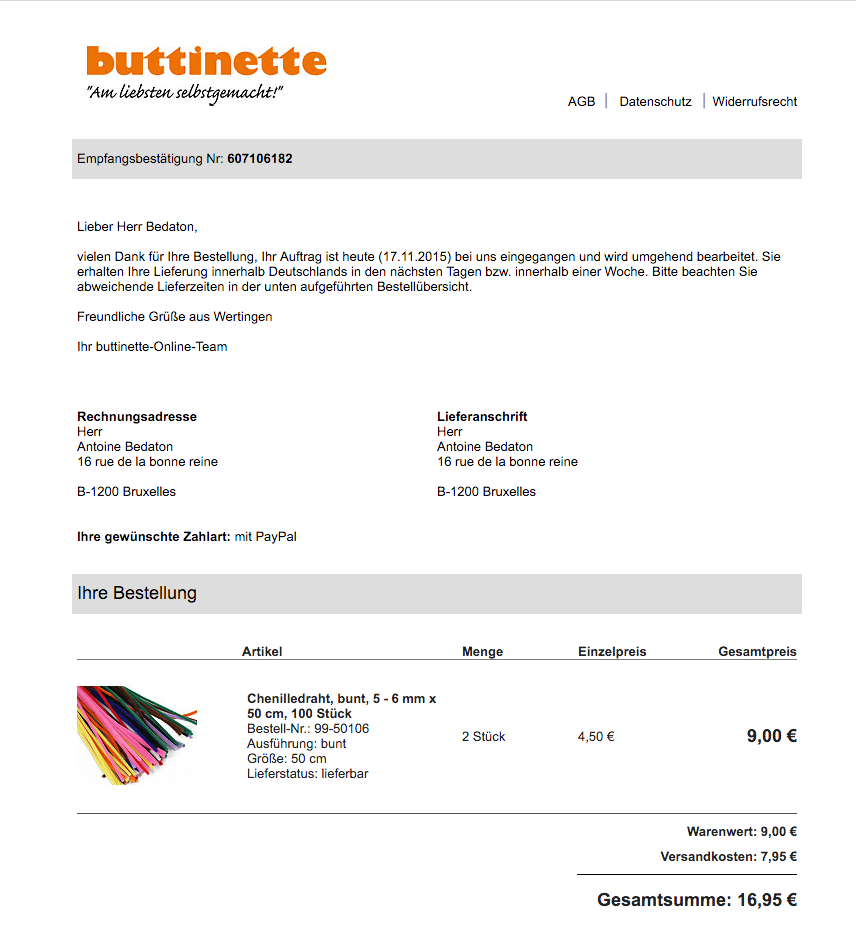 buttinette
"Am liebsten selbstgemacht!"
AGB | Datenschutz | Widerrufsrecht
Empfangsbestätigung Nr: 607106182
Lieber Herr Bedaton,
vielen Dank für Ihre Bestellung, Ihr Auftrag ist heute (17.11.2015) bei uns eingegangen und wird umgehend bearbeitet. Sie
erhalten Ihre Lieferung innerhalb Deutschlands in den nächsten Tagen bzw. innerhalb einer Woche. Bitte beachten Sie
abweichende Lieferzeiten in der unten aufgeführten Bestellübersicht.
Freundliche Grüße aus Wertingen
Ihr buttinette-Online-Team
Rechnungsadresse
Herr
Antoine Bedaton
16 rue de la bonne reine
B-1200 Bruxelles
Lieferanschrift
Herr
Antoine Bedaton
16 rue de la bonne reine
B-1200 Bruxelles
Ihre gewünschte Zahlart: mit PayPal
Ihre Bestellung
Artikel Menge Einzelpreis Gesamtpreis
Chenilledraht, bunt, 5 - 6 mm x
50 cm, 100 Stück
Bestell-Nr.: 99-50106
Ausführung: bunt
Größe: 50 cm
Lieferstatus: lieferbar
2 Stück 4,50 € 9,00 €
Warenwert: 9,00 €
Versandkosten: 7,95 €
Gesamtsumme: 16,95 €